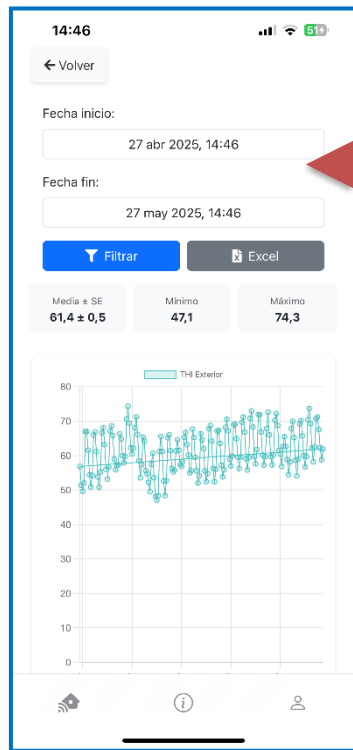 14:46
51
Volver
Fecha inicio:
27 abr 2025, 14:46
Fecha fin:
27 may 2025, 14:46
Filtrar Excel
Media ± SE Mínimo Máximo
61,4 ± 0,5 47,1 74,3
THI Exterior
80
70
60
50
40
30
20
10
0